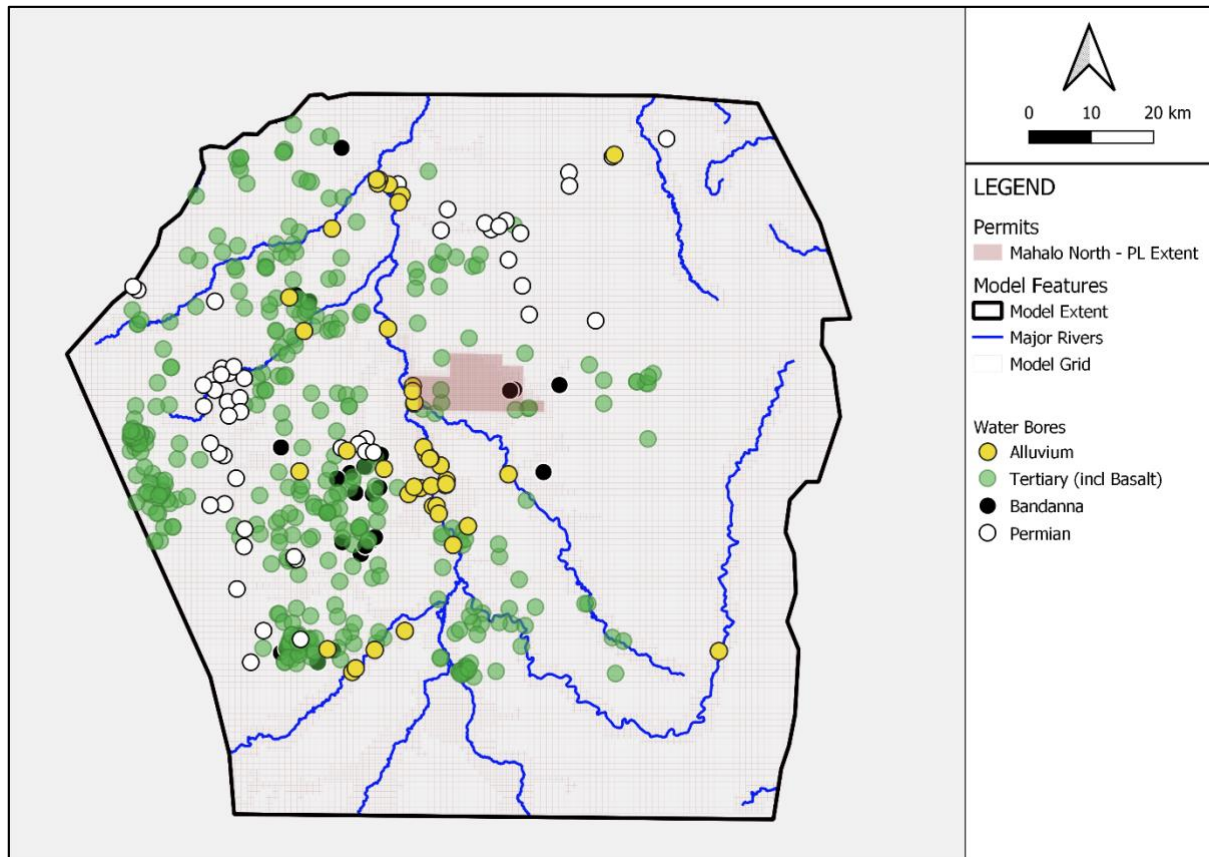 0 10 20 km
LEGEND
Permits
Mahalo North - PL Extent
Model Features
Model Extent
Major Rivers
Model Grid
Water Bores
Alluvium
Tertiary (incl Basalt)
Bandanna
Permian